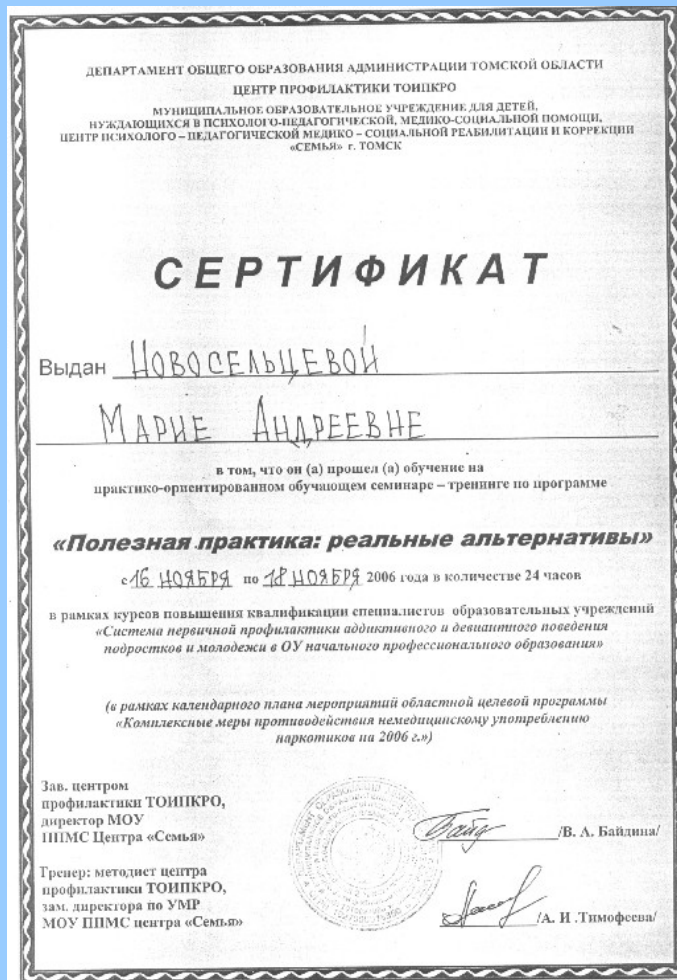 ДЕПАРТАМЕНТ ОБЩЕГО ОБРАЗОВАНИЯ АДМИНИСТРАЦИИ ТОМСКОЙ ОБЛАСТИ
ЦЕНТР ПРОФИЛАКТИКИ ТОИПКРО
МУНИЦИПАЛЬНОЕ ОБРАЗОВАТЕЛЬНОЕ УЧРЕЖДЕНИЕ ДЛЯ ДЕТЕЙ,
НУЖДАЮЩИХСЯ В ПСИХОЛОГО-ПЕДАГОГИЧЕСКОЙ, МЕДИКО-СОЦИАЛЬНОЙ ПОМОЩИ,
ЦЕНТР ПСИХОЛОГО – ПЕДАГОГИЧЕСКОЙ МЕДИКО – СОЦИАЛЬНОЙ РЕАБИЛИТАЦИИ И КОРРЕКЦИИ
«СЕМЬЯ» г. ТОМСК
СЕРТИФИКАТ
Выдан НОВОСЕЛЬЦЕВОЙ
МАРИЕ АНДРЕЕВНЕ
в том, что он (а) прошел (а) обучение на
практико-ориентированном обучающем семинаре – тренинге по программе
«Полезная практика: реальные альтернативы»
с 16 НОЯБРЯ по 18 НОЯБРЯ 2006 года в количестве 24 часов
в рамках курсов повышения квалификации специалистов образовательных учреждений
«Система первичной профилактики аддиктивного и девиантного поведения
подростков и молодежи в ОУ начального профессионального образования»
(в рамках календарного плана мероприятий областной целевой программы
«Комплексные меры противодействия немедицинскому употреблению
наркотиков на 2006 г.»)
Зав. центром
профилактики ТОИПКРО,
директор МОУ
ППМС Центра «Семья»
/В. А. Байдина/
Тренер: методист центра
профилактики ТОИПКРО,
зам. директора по УМР
МОУ ППМС центра «Семья»
/А. И .Тимофеева/